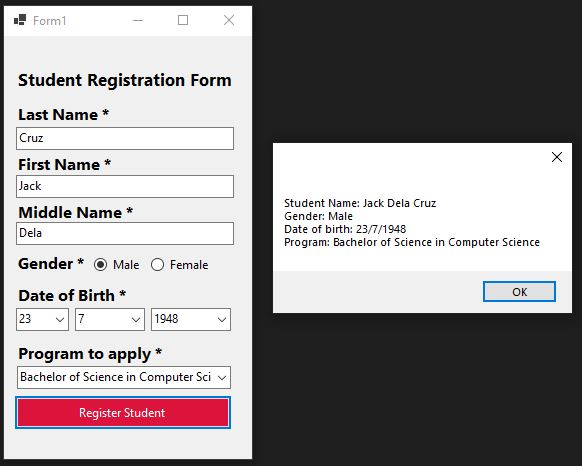 Form1
Student Registration Form
Last Name *
Cruz
First Name *
Jack
Middle Name *
Dela
Gender * Male Female
Date of Birth *
23 7 1948
Program to apply *
Bachelor of Science in Computer Sci
Register Student
Student Name: Jack Dela Cruz
Gender: Male
Date of birth: 23/7/1948
Program: Bachelor of Science in Computer Science
OK